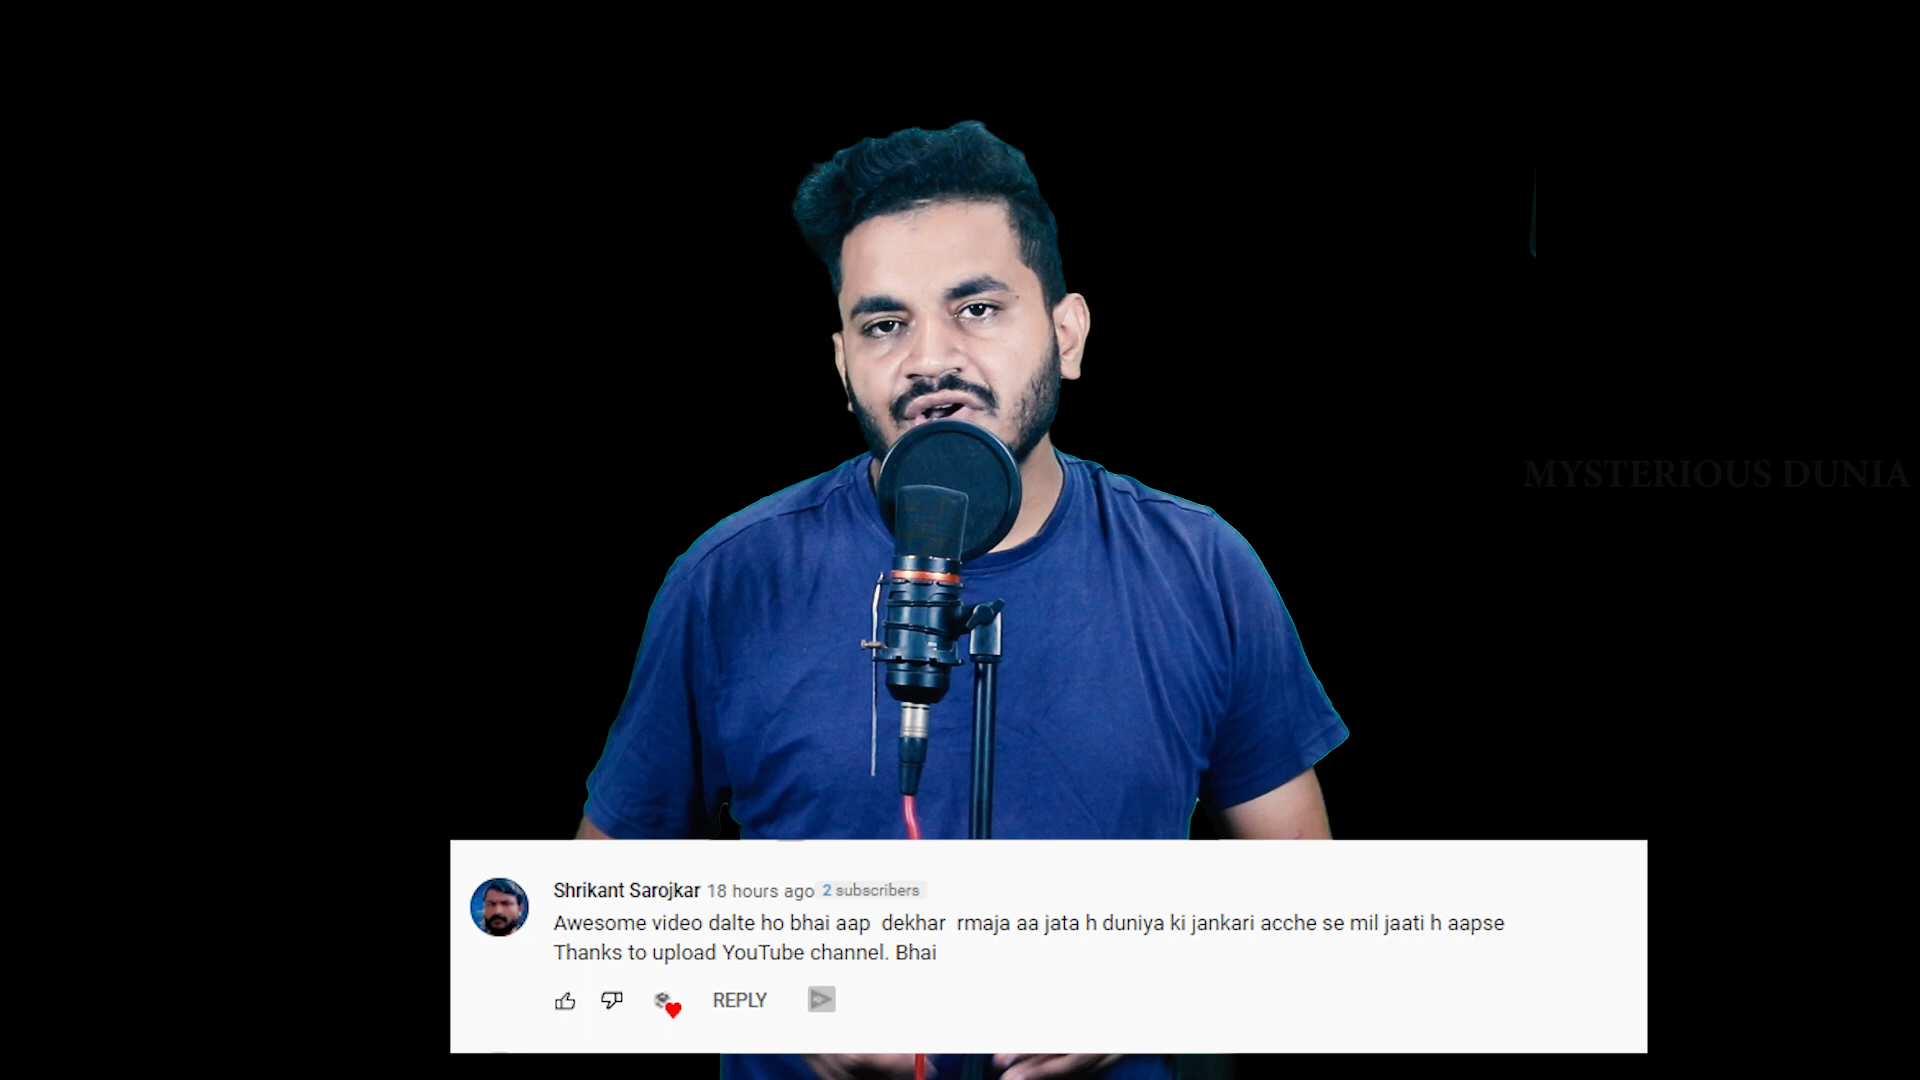 MYSTERIOUS DUNIA
Shrikant Sarojkar 18 hours ago 2 subscribers
Awesome video dalte ho bhai aap  dekhar  rmaja aa jata h duniya ki jankari acche se mil jaati h aapse
Thanks to upload YouTube channel. Bhai
REPLY